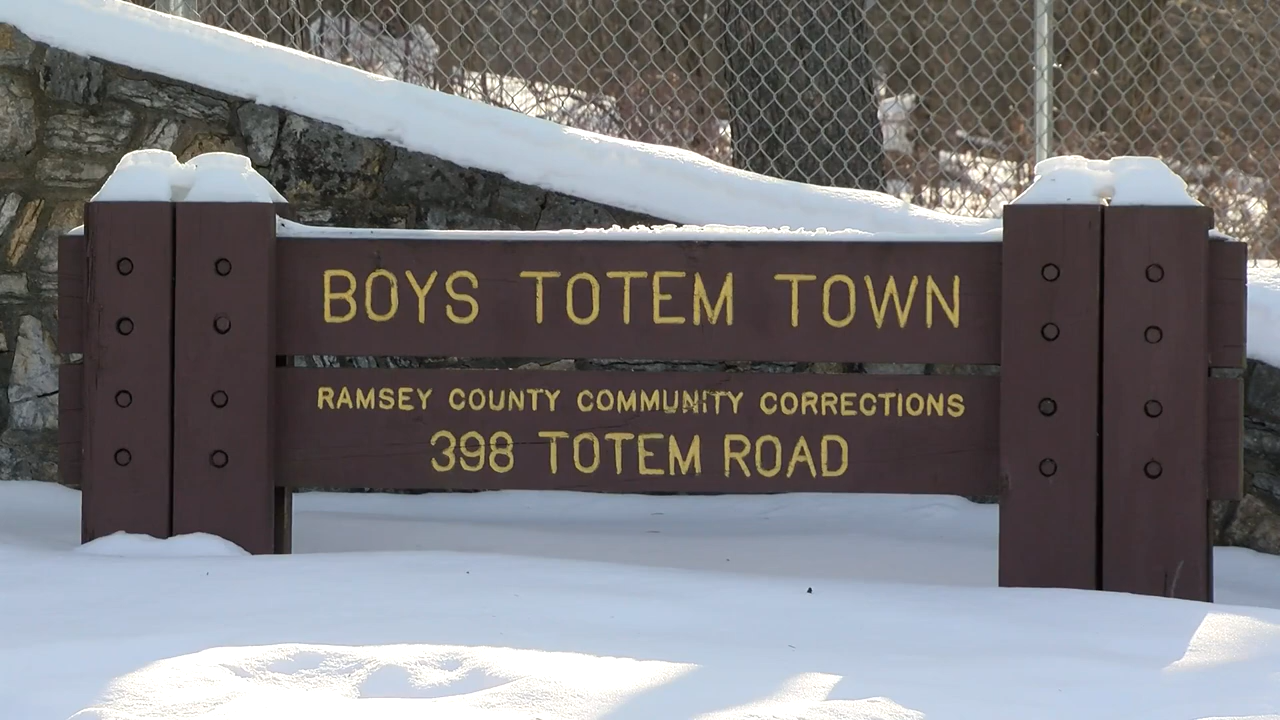 BOYS TOTEM TOWN
RAMSEY COUNTY COMMUNITY CORRECTIONS
398 TOTEM ROAD